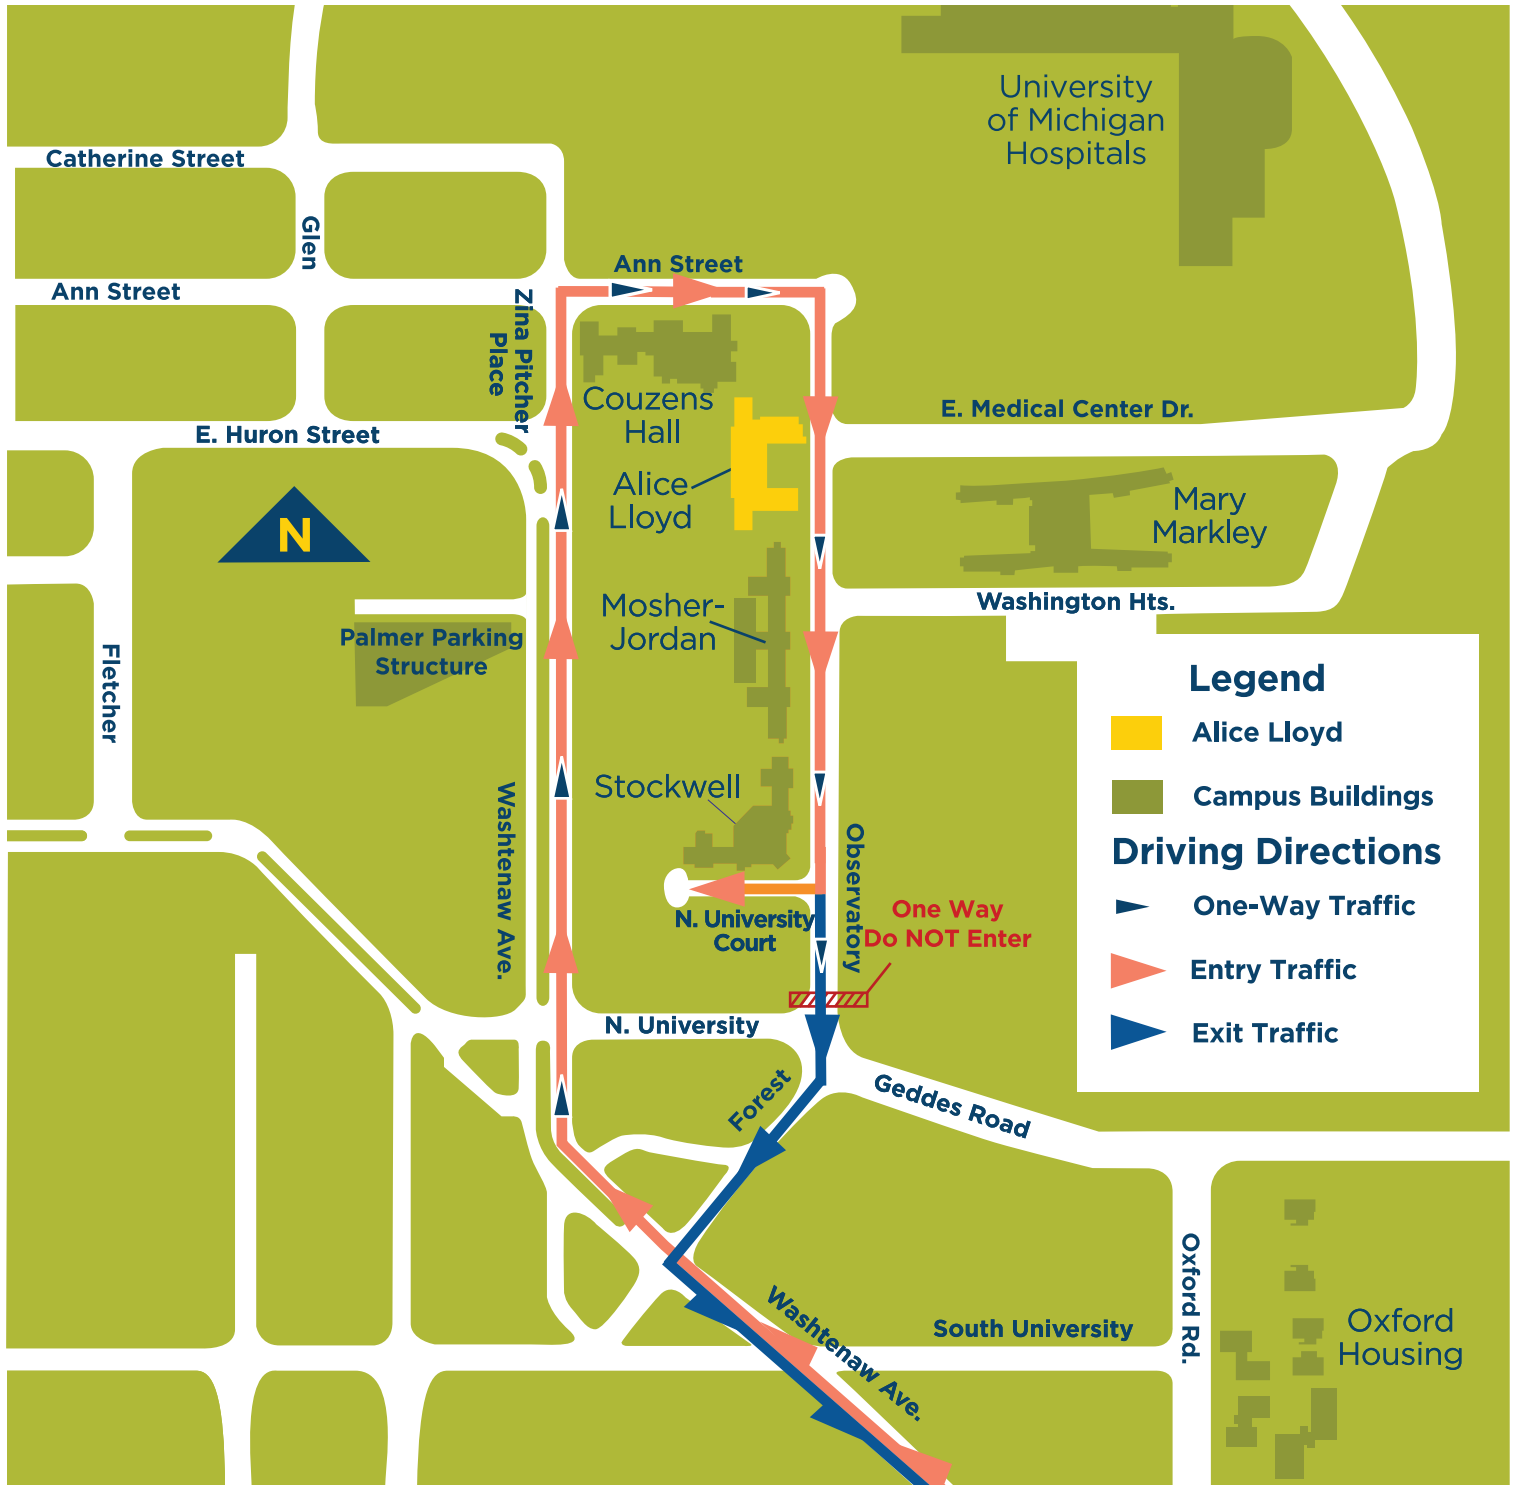 University
of Michigan
Hospitals
Catherine Street
Glen
Ann Street
Ann Street
Zina Pitcher
Place
Couzens
Hall
E. Medical Center Dr.
E. Huron Street
Alice
Lloyd
Mary
Markley
N
Mosher-
Jordan
Washington Hts.
Palmer Parking
Structure
Fletcher
Legend
Alice Lloyd
Stockwell
Campus Buildings
Washtenaw Ave.
Observatory
Driving Directions
One-Way Traffic
N. University
Court
One Way
Do NOT Enter
Entry Traffic
N. University
Exit Traffic
Forest
Geddes Road
Oxford Rd.
Washtenaw Ave.
South University
Oxford
Housing